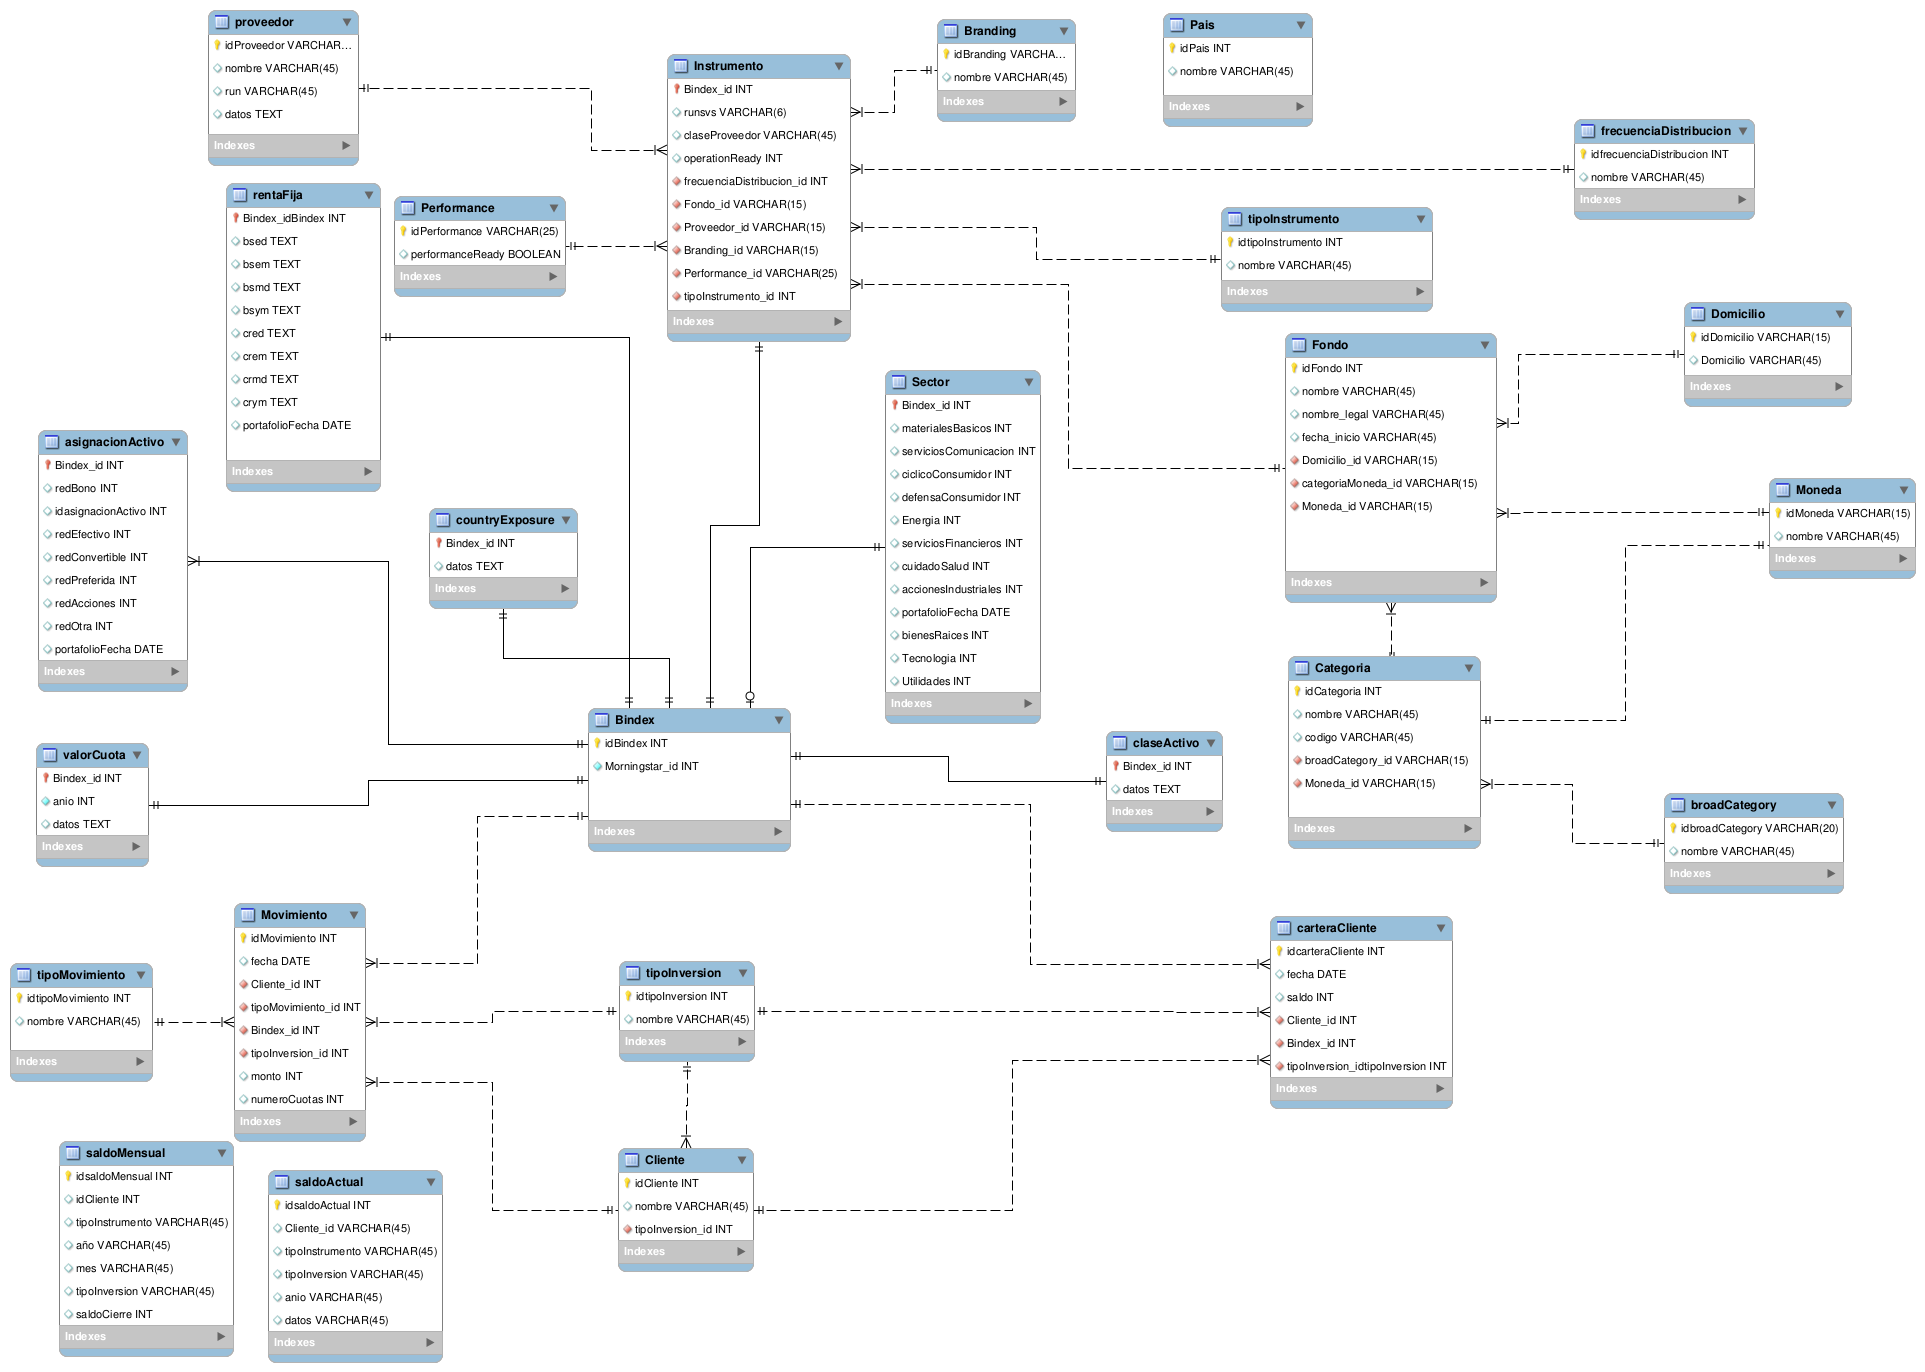 proveedor
idProveedor VARCHAR...
nombre VARCHAR(45)
run VARCHAR(45)
datos TEXT
Indexes
Instrumento
Bindex_id INT
runsvs VARCHAR(6)
claseProveedor VARCHAR(45)
operationReady INT
frecuenciaDistribucion_id INT
Fondo_id VARCHAR(15)
Proveedor_id VARCHAR(15)
Branding_id VARCHAR(15)
Performance_id VARCHAR(25)
tipoInstrumento_id INT
Indexes
Branding
idBranding VARCHA...
nombre VARCHAR(45)
Indexes
Pais
idPais INT
nombre VARCHAR(45)
Indexes
frecuenciaDistribucion
idfrecuenciaDistribucion INT
nombre VARCHAR(45)
Indexes
rentaFija
Bindex_idBindex INT
bsed TEXT
bsem TEXT
bsmd TEXT
bsym TEXT
cred TEXT
crem TEXT
crmd TEXT
crym TEXT
portafolioFecha DATE
Indexes
Performance
idPerformance VARCHAR(25)
performanceReady BOOLEAN
Indexes
tipoInstrumento
idtipoInstrumento INT
nombre VARCHAR(45)
Indexes
Domicilio
idDomicilio VARCHAR(15)
Domicilio VARCHAR(45)
Indexes
Fondo
idFondo INT
nombre VARCHAR(45)
nombre_legal VARCHAR(45)
fecha_inicio VARCHAR(45)
Domicilio_id VARCHAR(15)
categoriaMoneda_id VARCHAR(15)
Moneda_id VARCHAR(15)
Indexes
Sector
Bindex_id INT
materialesBasicos INT
serviciosComunicacion INT
ciclicoConsumidor INT
defensaConsumidor INT
Energia INT
serviciosFinancieros INT
cuidadoSalud INT
accionesIndustriales INT
portafolioFecha DATE
bienesRaices INT
Tecnologia INT
Utilidades INT
Indexes
asignacionActivo
Bindex_id INT
redBono INT
idasignacionActivo INT
redEfectivo INT
redConvertible INT
redPreferida INT
redAcciones INT
redOtra INT
portafolioFecha DATE
Indexes
countryExposure
Bindex_id INT
datos TEXT
Indexes
Moneda
idMoneda VARCHAR(15)
nombre VARCHAR(45)
Indexes
Categoria
idCategoria INT
nombre VARCHAR(45)
codigo VARCHAR(45)
broadCategory_id VARCHAR(15)
Moneda_id VARCHAR(15)
Indexes
Bindex
idBindex INT
Morningstar_id INT
Indexes
valorCuota
Bindex_id INT
anio INT
datos TEXT
Indexes
claseActivo
Bindex_id INT
datos TEXT
Indexes
broadCategory
idbroadCategory VARCHAR(20)
nombre VARCHAR(45)
Indexes
Movimiento
idMovimiento INT
fecha DATE
Cliente_id INT
tipoMovimiento_id INT
Bindex_id INT
tipoInversion_id INT
monto INT
numeroCuotas INT
Indexes
tipoMovimiento
idtipoMovimiento INT
nombre VARCHAR(45)
Indexes
tipoInversion
idtipoInversion INT
nombre VARCHAR(45)
Indexes
carteraCliente
idcarteraCliente INT
fecha DATE
saldo INT
Cliente_id INT
Bindex_id INT
tipoInversion_idtipoInversion INT
Indexes
saldoMensual
idsaldoMensual INT
idCliente INT
tipoInstrumento VARCHAR(45)
año VARCHAR(45)
mes VARCHAR(45)
tipoInversion VARCHAR(45)
saldoCierre INT
Indexes
saldoActual
idsaldoActual INT
Cliente_id VARCHAR(45)
tipoInstrumento VARCHAR(45)
tipoInversion VARCHAR(45)
anio VARCHAR(45)
datos VARCHAR(45)
Indexes
Cliente
idCliente INT
nombre VARCHAR(45)
tipoInversion_id INT
Indexes